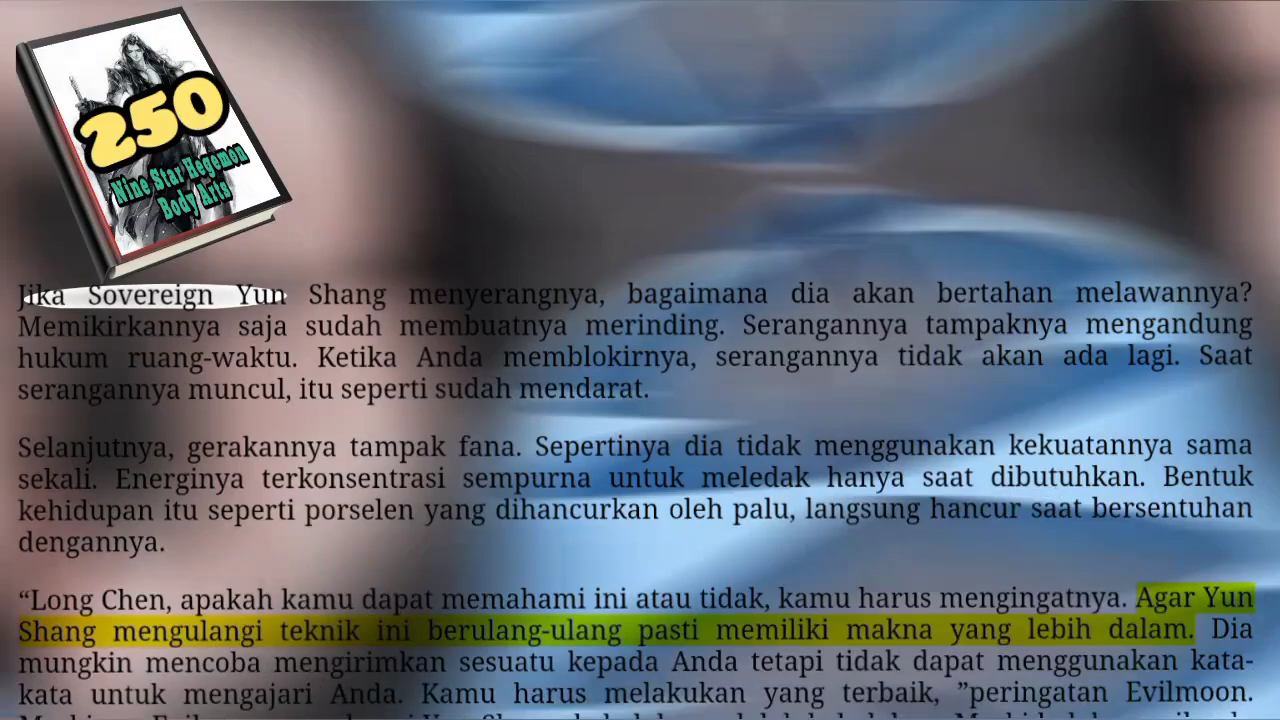 250
Nine Star Hegemon
Body Arts
Jika Sovereign Yun Shang menyerangnya, bagaimana dia akan bertahan melawannya?
Memikirkannya saja sudah membuatnya merinding. Serangannya tampaknya mengandung
hukum ruang-waktu. Ketika Anda memblokirnya, serangannya tidak akan ada lagi. Saat
serangannya muncul, itu seperti sudah mendarat.
Selanjutnya, gerakannya tampak fana. Sepertinya dia tidak menggunakan kekuatannya sama
sekali. Energinya terkonsentrasi sempurna untuk meledak hanya saat dibutuhkan. Bentuk
kehidupan itu seperti porselen yang dihancurkan oleh palu, langsung hancur saat bersentuhan
dengannya.
“Long Chen, apakah kamu dapat memahami ini atau tidak, kamu harus mengingatnya. Agar Yun
Shang mengulangi teknik ini berulang-ulang pasti memiliki makna yang lebih dalam. Dia
mungkin mencoba mengirimkan sesuatu kepada Anda tetapi tidak dapat menggunakan kata-
kata untuk mengajari Anda. Kamu harus melakukan yang terbaik, ”peringatan Evilmoon.